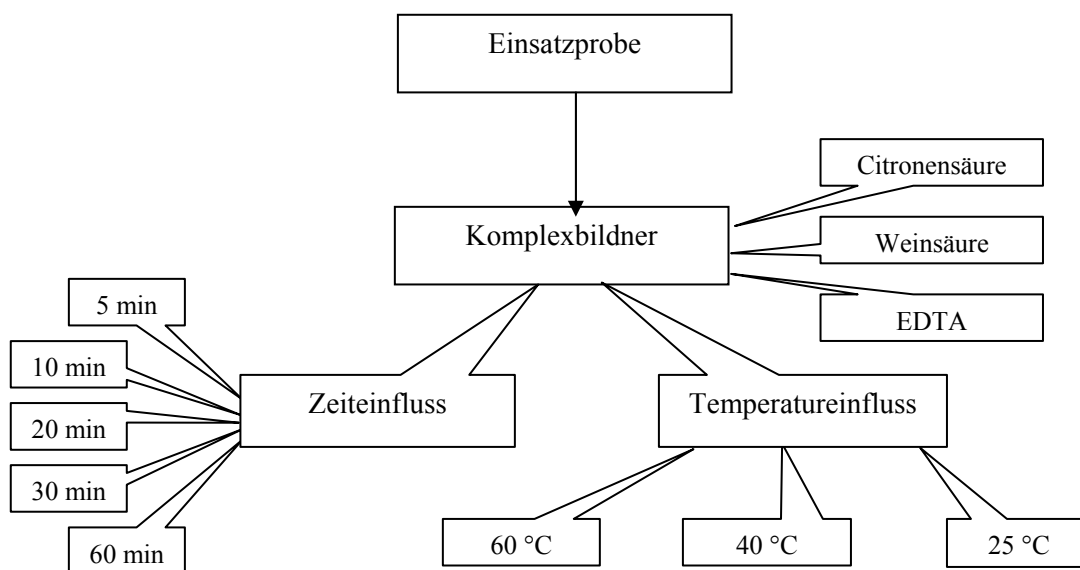 Einsatzprobe
Citronensäure
Komplexbildner
Weinsäure
EDTA
5 min
10 min
20 min
30 min
60 min
Zeiteinfluss
Temperatureinfluss
60 °C
40 °C
25 °C